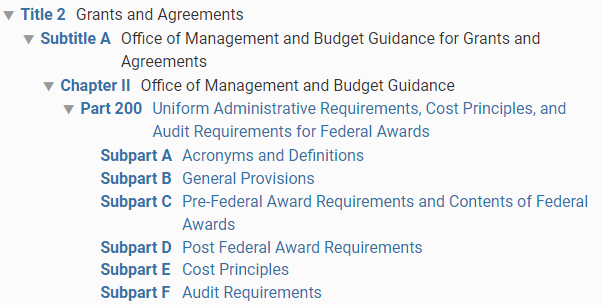 Title 2 Grants and Agreements
Subtitle A Office of Management and Budget Guidance for Grants and
Agreements
Chapter II Office of Management and Budget Guidance
Part 200 Uniform Administrative Requirements, Cost Principles, and
Audit Requirements for Federal Awards
Subpart A Acronyms and Definitions
Subpart B General Provisions
Subpart C Pre-Federal Award Requirements and Contents of Federal
Awards
Subpart D Post Federal Award Requirements
Subpart E Cost Principles
Subpart F Audit Requirements